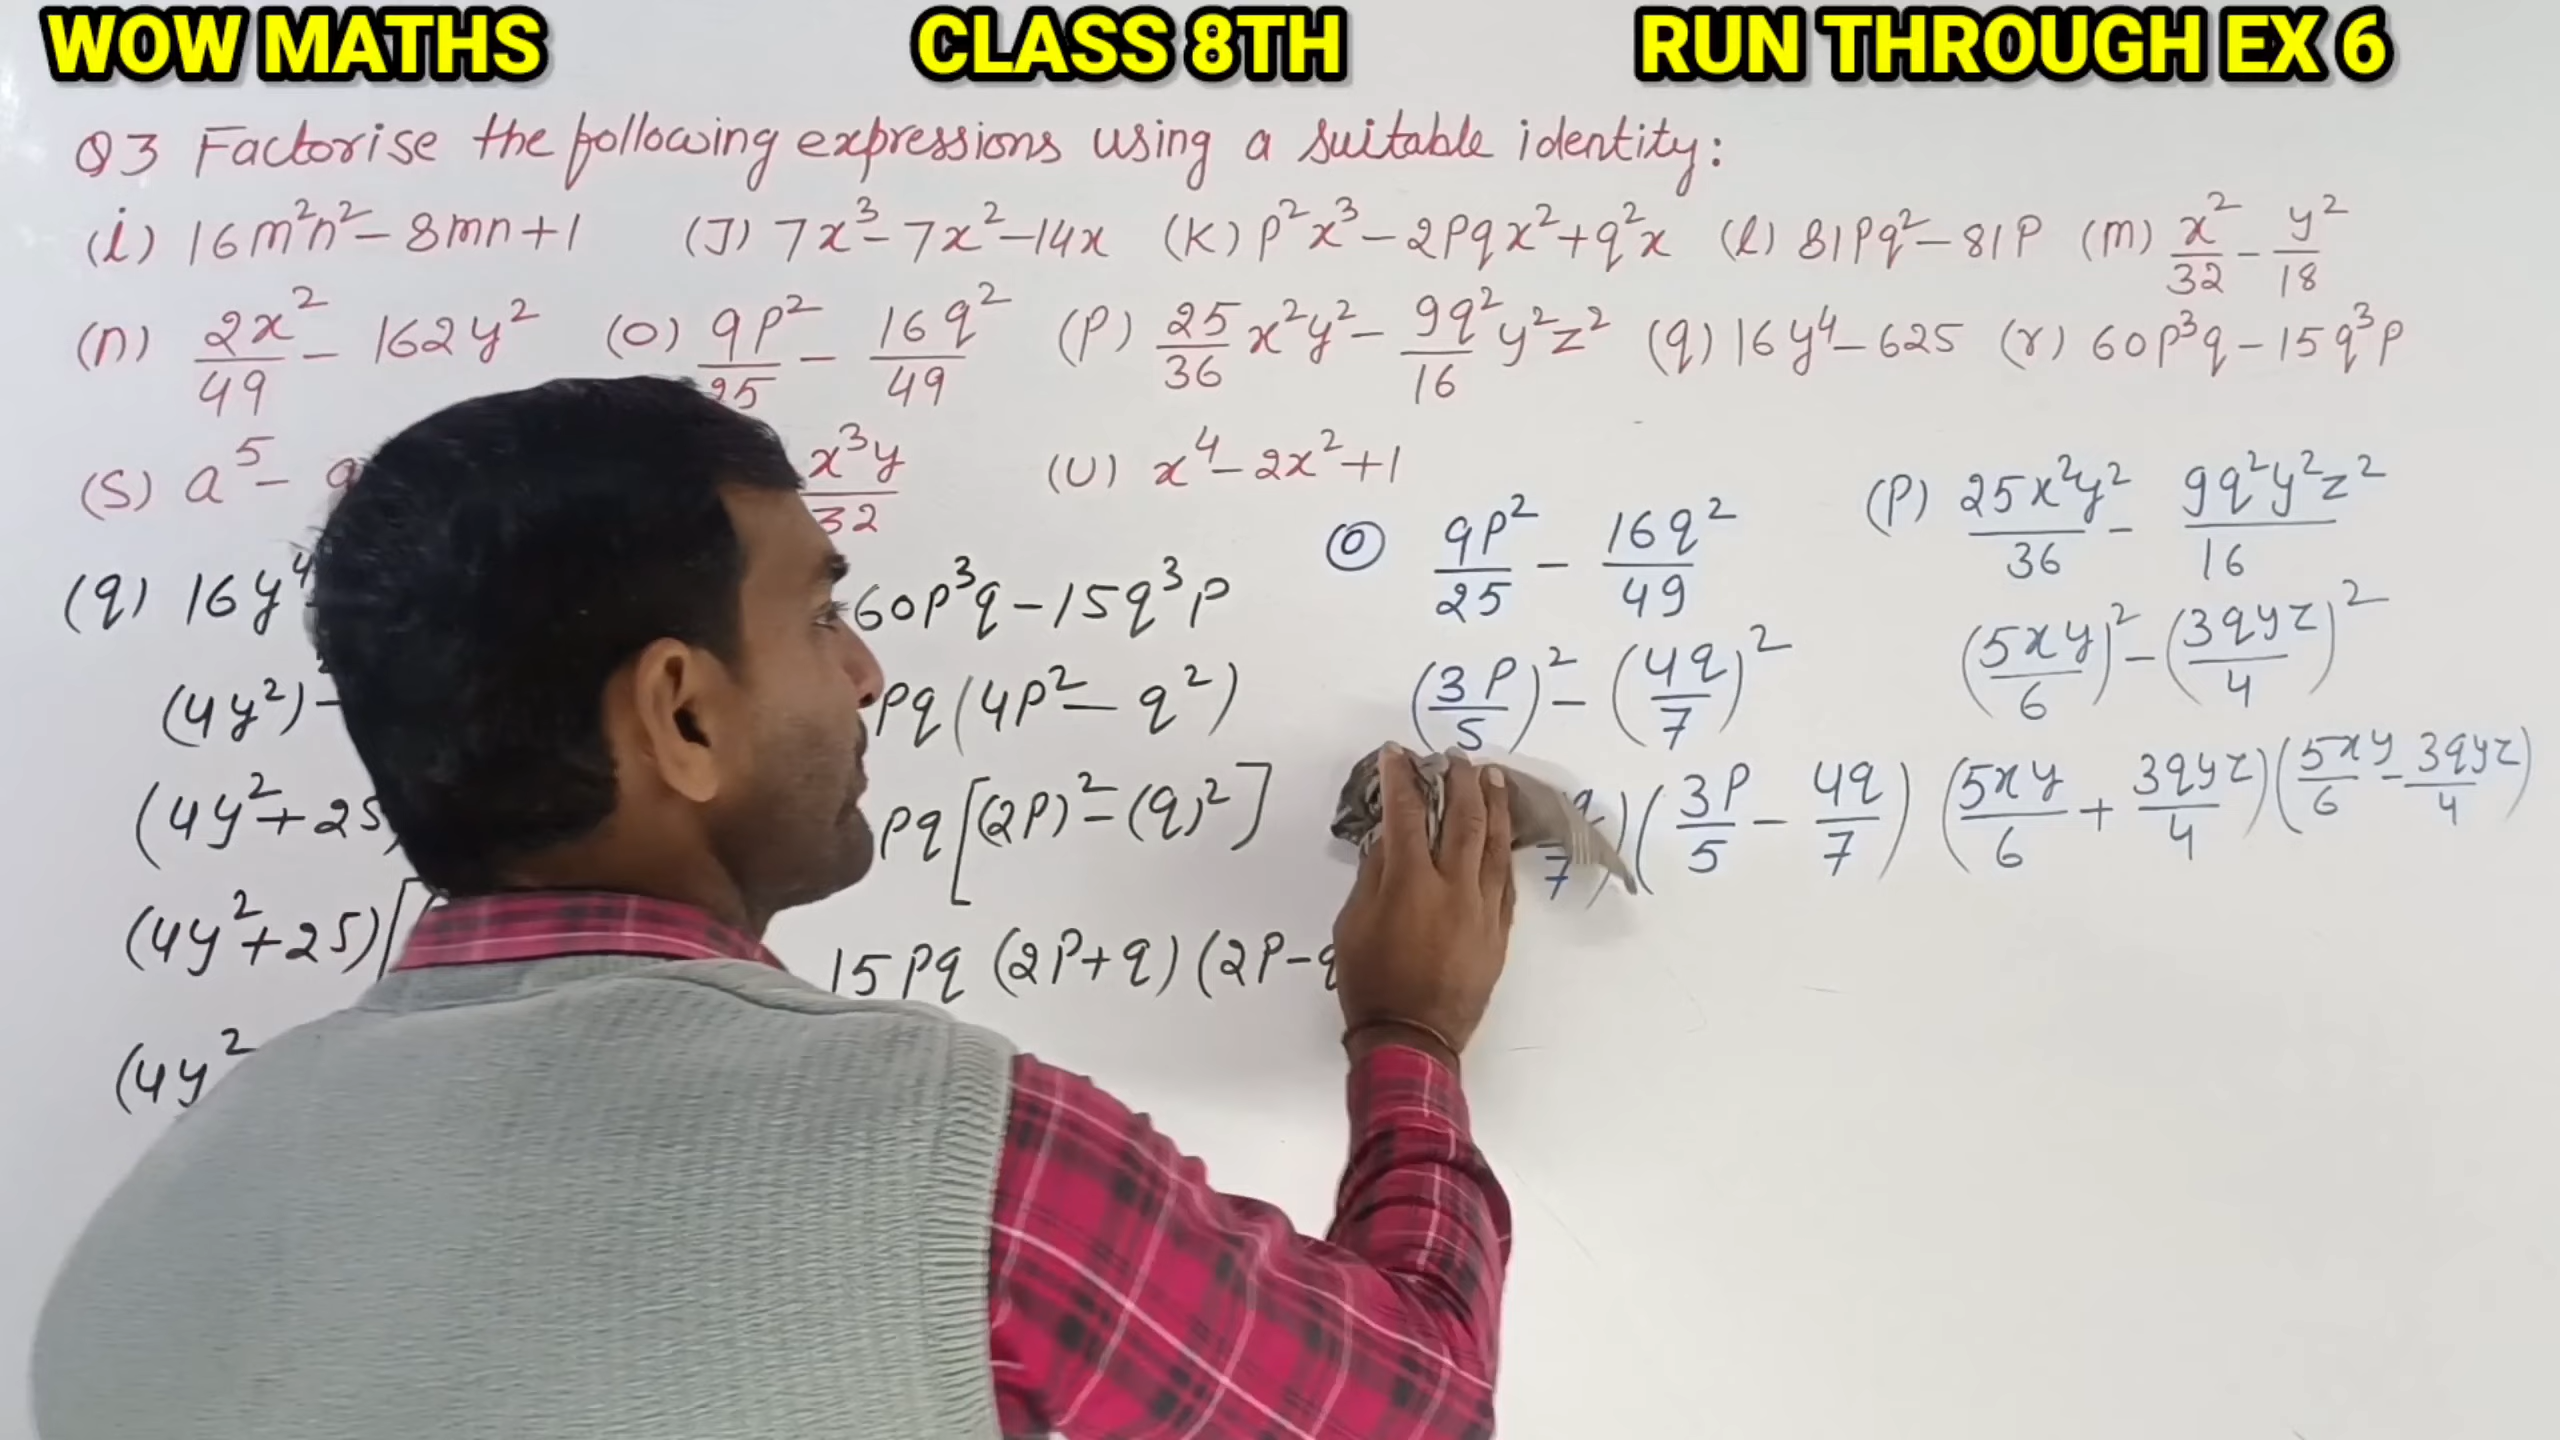 WOW MATHS CLASS 8TH RUN THROUGH EX 6
Q3 Factorise the following expressions using a suitable identity:
(i) 16m²n² - 8mn + 1 (J) 7x³ - 7x² - 14x (K) p²x³ - 2pqx² + q²x (l) 81pq² - 81p (m) x²/32 - y²/18
(n) 2x²/49 - 162y² (o) 9p²/25 - 16q²/49 (P) 25/36 x²y² - 9q²/16 y²z² (q) 16y⁴ - 625 (r) 60p³q - 15q³p
(S) a⁵ - x³y/32 (U) x⁴ - 2x² + 1
(q) 16y⁴
(4y²) -
(4y² + 25
(4y² + 25) [
(4y²
60p³q - 15q³p
pq (4p² - q²)
pq [(2p)² - (q)²]
15pq (2p + q) (2p - q
(o) 9p²/25 - 16q²/49
(3p/5)² - (4q/7)²
/7) (3p/5 - 4q/7)
(P) 25x²y²/36 - 9q²y²z²/16
(5xy/6)² - (3qyz/4)²
(5xy/6 + 3qyz/4) (5xy/6 - 3qyz/4)